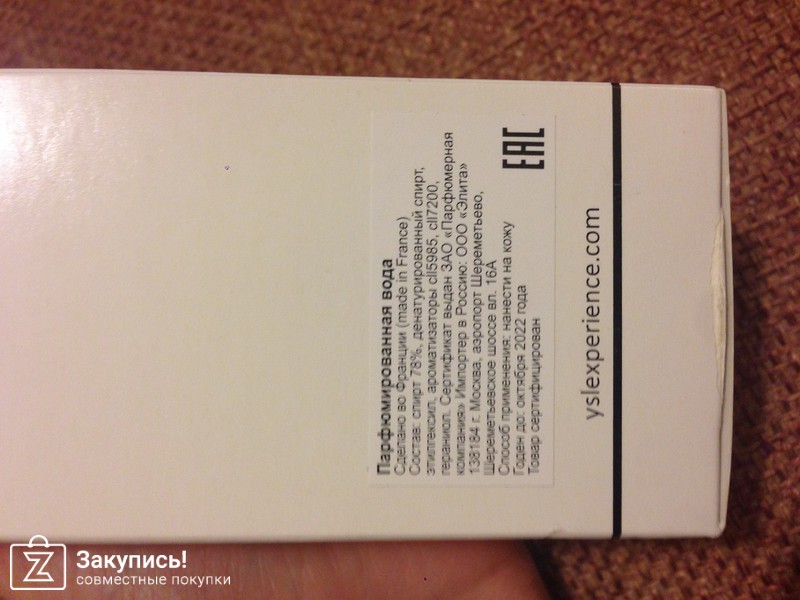 Парфюмированная вода
Сделано во Франции (made in France)
Состав: спирт 78%, денатурированный спирт,
этилгексил, ароматизаторы cll5985, cll7200,
гераниол. Сертификат выдан ЗАО «Парфюмерная
компания» Импортер в Россию: ООО «Элита»
138184 г. Москва, аэропорт Шереметьево,
Шереметьевское шоссе вл. 16А
Способ применения: нанести на кожу
Годен до: октября 2022 года
Товар сертифицирован
EAC
yslexperience.com
Закупись!
совместные покупки